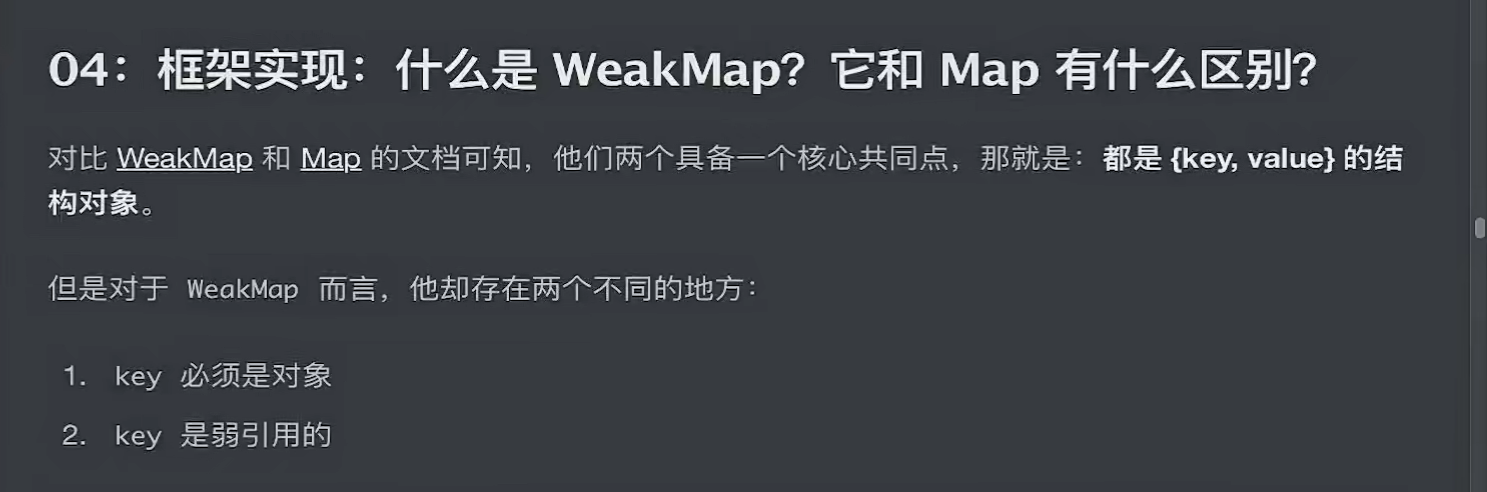 04：框架实现：什么是 WeakMap？它和 Map 有什么区别？
对比 WeakMap 和 Map 的文档可知，他们两个具备一个核心共同点，那就是：都是 {key, value} 的结
构对象。
但是对于 WeakMap 而言，他却存在两个不同的地方：
1. key 必须是对象
2. key 是弱引用的